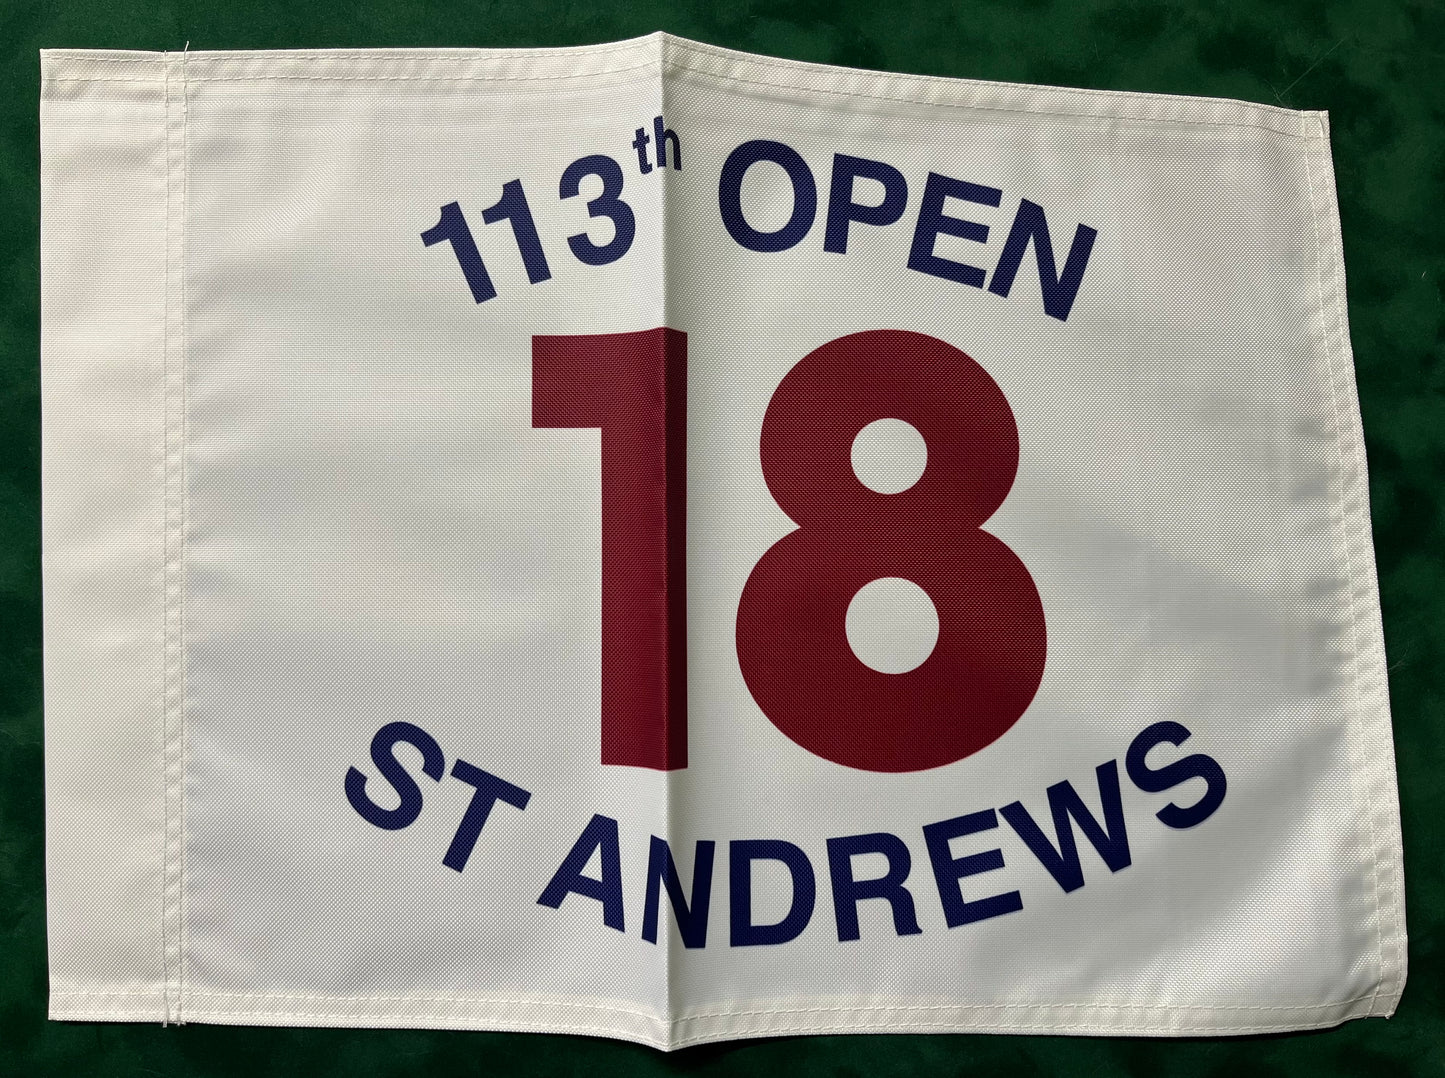 113th OPEN
18
ST ANDREWS